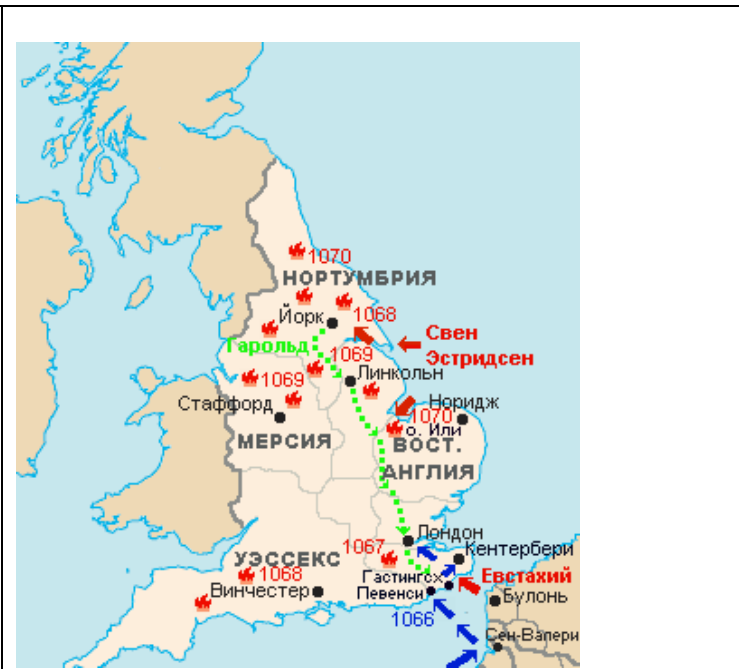 1070
НОРТУМБРИЯ
Йорк
1068
Свен
Эстридсен
Гарольд
1069
Линкольн
1069
Стаффорд
Норидж
1070
о. Или
МЕРСИЯ
ВОСТ.
АНГЛИЯ
Лондон
Кентербери
1067
УЭССЕКС
1068
Гастингсх
Евстахий
Винчестер
Певенси
Булонь
1066
Сен-Валери